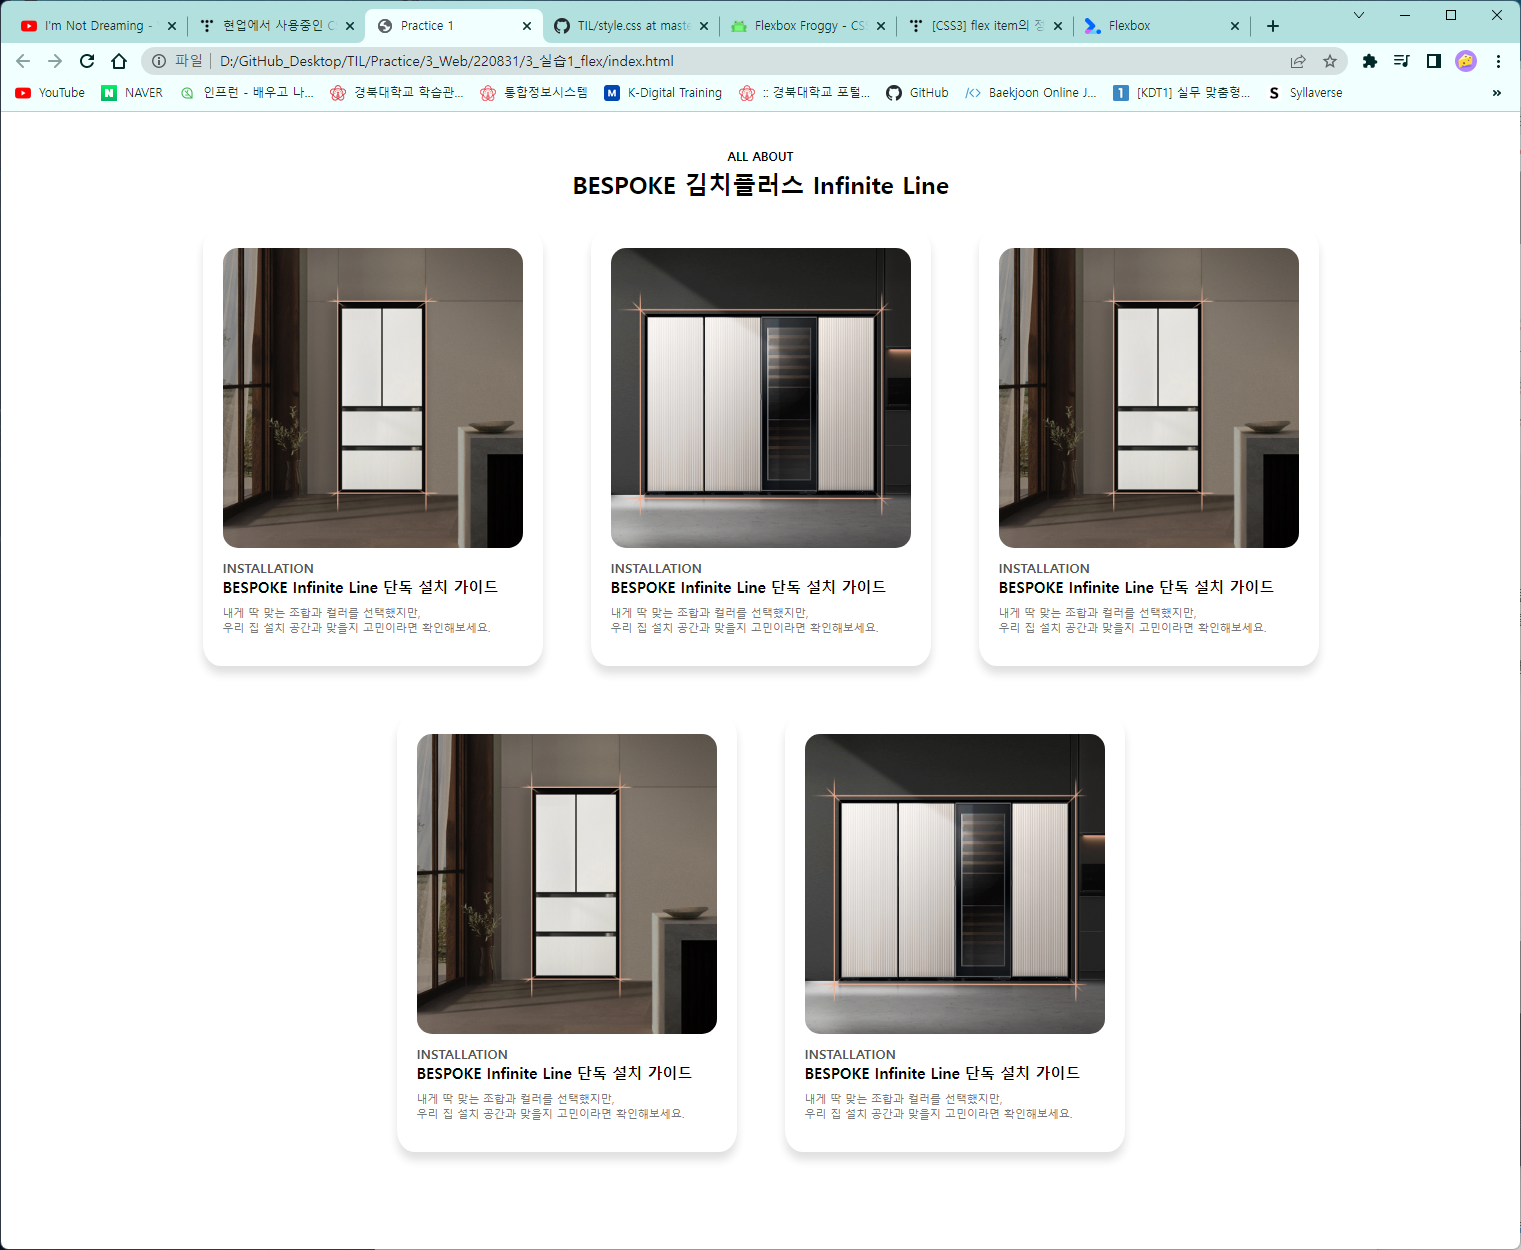 I'm Not Dreaming -
현업에서 사용중인 C
Practice 1
TIL/style.css at maste
Flexbox Froggy - CS
[CSS3] flex item의 정
Flexbox
파일
D:/GitHub_Desktop/TIL/Practice/3_Web/220831/3_실습1_flex/index.html
YouTube
NAVER
인프런 - 배우고 나...
경북대학교 학습관...
통합정보시스템
K-Digital Training
:: 경북대학교 포털...
GitHub
Baekjoon Online J...
[KDT1] 실무 맞춤형...
Syllaverse
ALL ABOUT
BESPOKE 김치플러스 Infinite Line
INSTALLATION
BESPOKE Infinite Line 단독 설치 가이드
내게 딱 맞는 조합과 컬러를 선택했지만,
우리 집 설치 공간과 맞을지 고민이라면 확인해보세요.
INSTALLATION
BESPOKE Infinite Line 단독 설치 가이드
내게 딱 맞는 조합과 컬러를 선택했지만,
우리 집 설치 공간과 맞을지 고민이라면 확인해보세요.
INSTALLATION
BESPOKE Infinite Line 단독 설치 가이드
내게 딱 맞는 조합과 컬러를 선택했지만,
우리 집 설치 공간과 맞을지 고민이라면 확인해보세요.
INSTALLATION
BESPOKE Infinite Line 단독 설치 가이드
내게 딱 맞는 조합과 컬러를 선택했지만,
우리 집 설치 공간과 맞을지 고민이라면 확인해보세요.
INSTALLATION
BESPOKE Infinite Line 단독 설치 가이드
내게 딱 맞는 조합과 컬러를 선택했지만,
우리 집 설치 공간과 맞을지 고민이라면 확인해보세요.